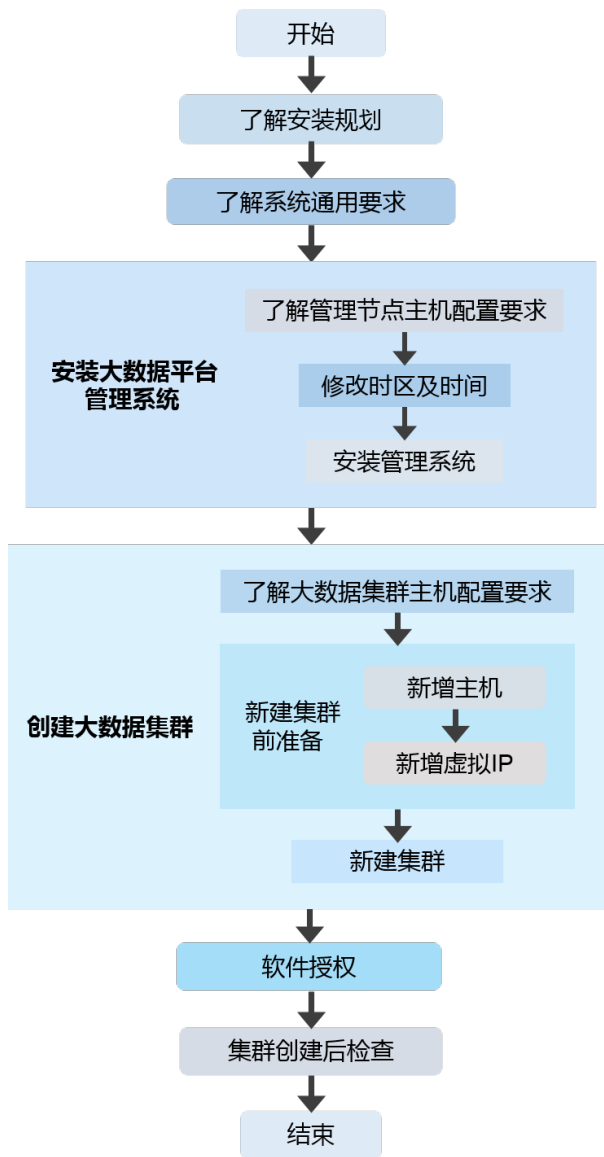 开始
了解安装规划
了解系统通用要求
安装大数据平台
管理系统
了解管理节点主机配置要求
修改时区及时间
安装管理系统
创建大数据集群
了解大数据集群主机配置要求
新建集群
前准备
新增主机
新增虚拟IP
新建集群
软件授权
集群创建后检查
结束